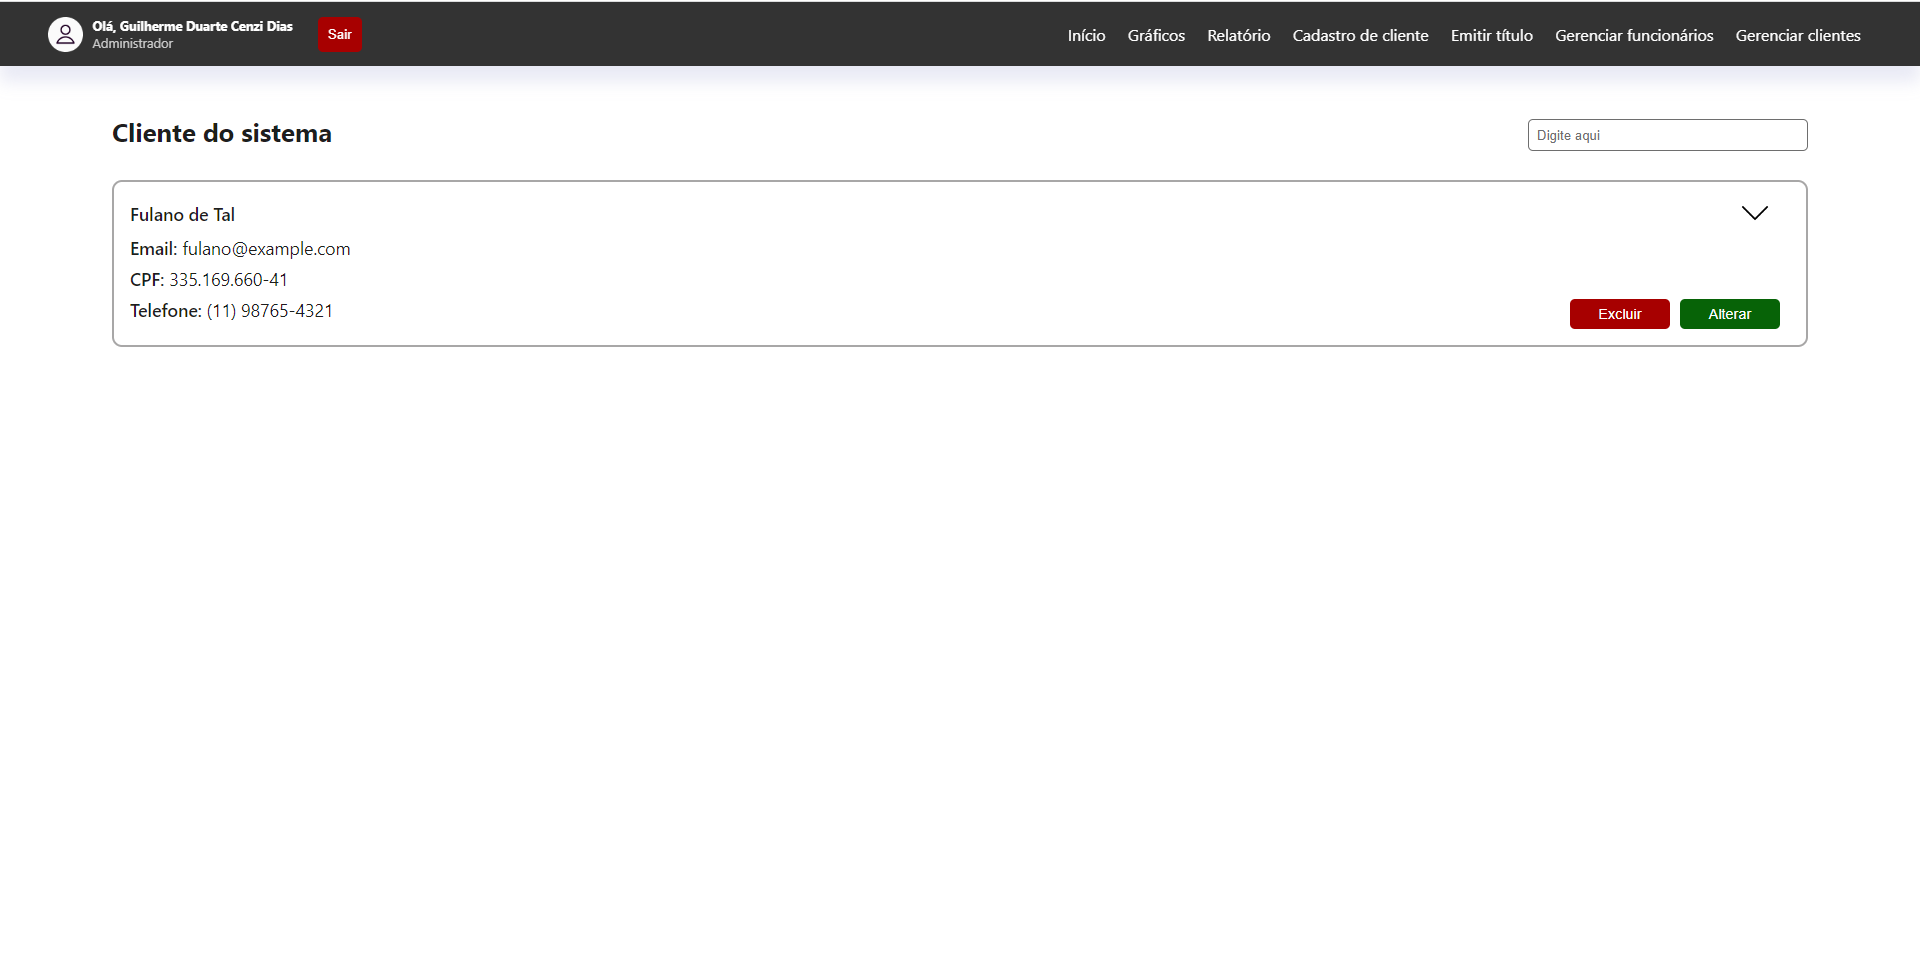 Olá, Guilherme Duarte Cenzi Dias
Administrador
Sair
Início Gráficos Relatório Cadastro de cliente Emitir título Gerenciar funcionários Gerenciar clientes
Cliente do sistema
Digite aqui
Fulano de Tal
Email: fulano@example.com
CPF: 335.169.660-41
Telefone: (11) 98765-4321
Excluir Alterar